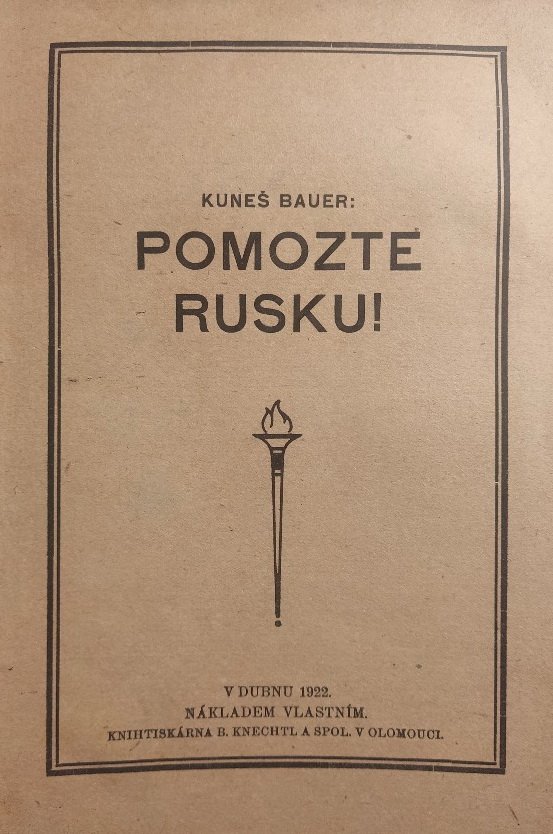 KUNEŠ BAUER:
POMOZTE
RUSKU!
V DUBNU 1922.
NÁKLADEM VLASTNÍM.
KNIHTISKÁRNA B. KNECHTL A SPOL. V OLOMOUCI.